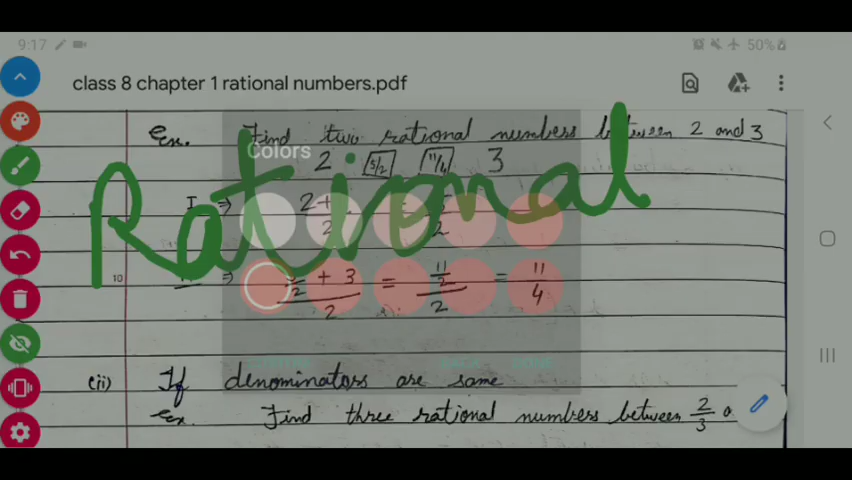 9:17
50%
class 8 chapter 1 rational numbers.pdf
Ex. Find two rational numbers between 2 and 3
Colors
2 5/2 11/4 3
Rational
I ⇒ 2+ = 2 2
10
⇒ 2 + 3 = 11/2 = 11
2 2 4
(ii) If denominators are same
Ex. Find three rational numbers between 2/3